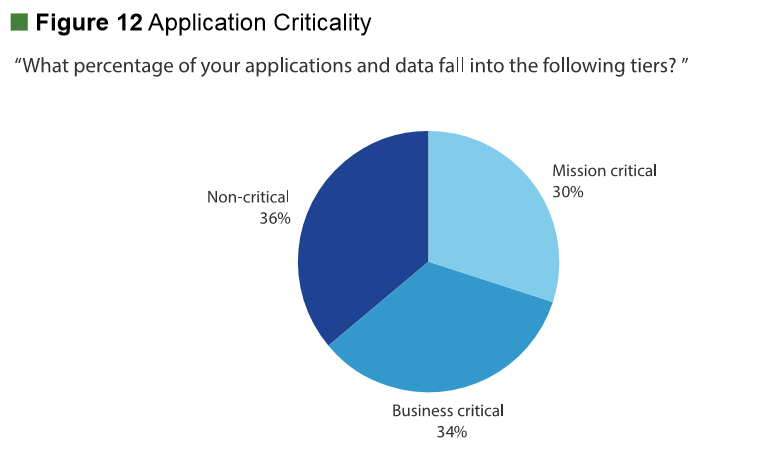 Figure 12 Application Criticality
“What percentage of your applications and data fall into the following tiers? ”
Mission critical
30%
Non-critical
36%
Business critical
34%